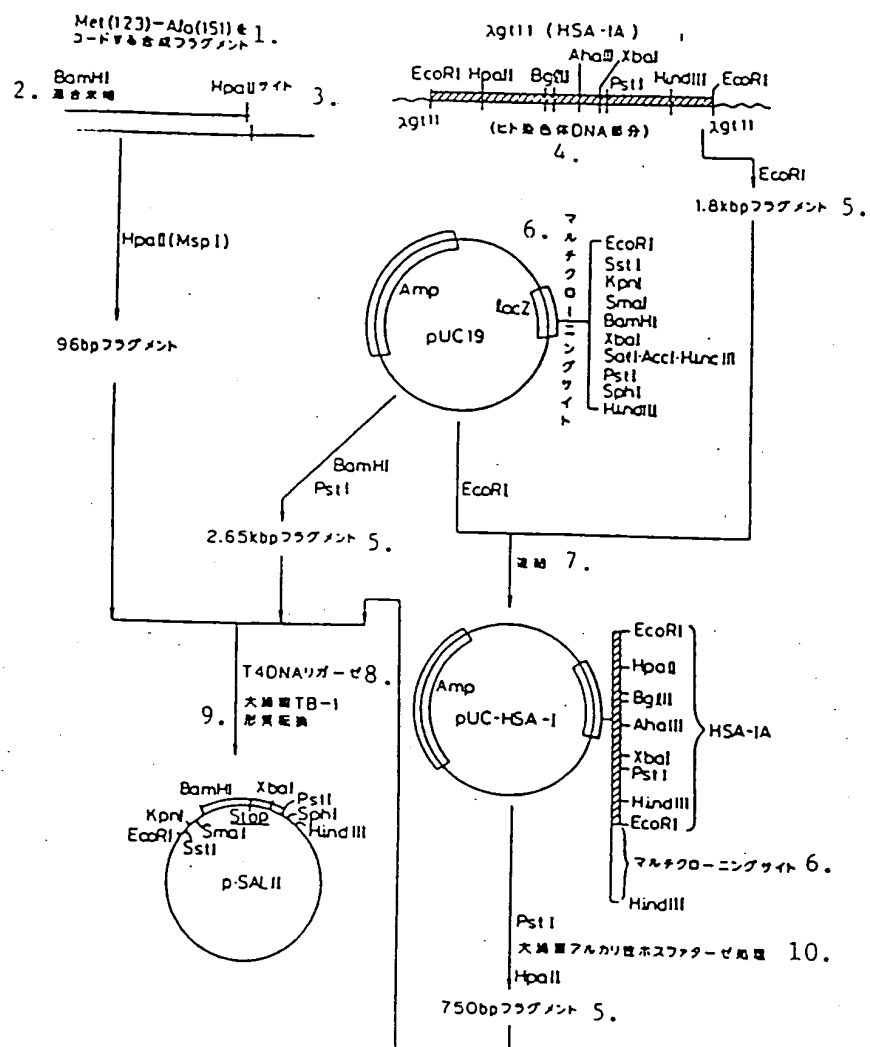 Met(123)-Ala(151)を
コードする合成フラグメント 1.
2. BamHI
混合末端
HpaIIサイト 3.
λgt11 (HSA-IA)
AhaIII XbaI
EcoRI HpaII BglII PstI HindIII EcoRI
λgt11 λgt11
(ヒト染色体DNA部分)
4.
EcoRI
1.8kbpフラグメント 5.
HpaII(MspI)
96bpフラグメント
6. マルチクローニングサイト
Amp
lacZ
pUC19
EcoRI
SstI
KpnI
SmaI
BamHI
XbaI
SalI·AccI·HincII
PstI
SphI
HindIII
BamHI
PstI
EcoRI
2.65kbpフラグメント 5.
連結 7.
T4DNAリガーゼ 8.
9. 大腸菌TB-1
形質転換
Amp
pUC-HSA-I
EcoRI
HpaII
BglII
AhaIII
XbaI
PstI
HindIII
EcoRI
HSA-IA
マルチクローニングサイト 6.
HindIII
BamHI XbaI
KpnI Stop PstI
EcoRI SmaI SphI
SstI HindIII
p·SALII
PstI
大腸菌アルカリ性ホスファターゼ処理 10.
HpaII
750bpフラグメント 5.